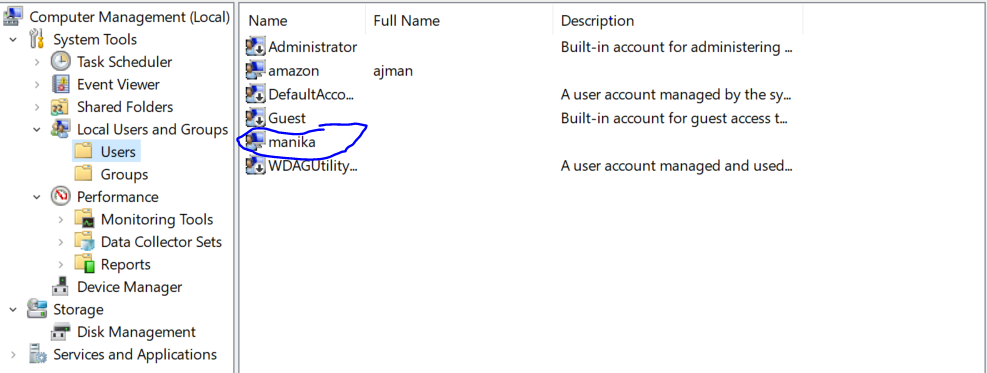 Computer Management (Local)
System Tools
Task Scheduler
Event Viewer
Shared Folders
Local Users and Groups
Users
Groups
Performance
Monitoring Tools
Data Collector Sets
Reports
Device Manager
Storage
Disk Management
Services and Applications
Name Full Name Description
Administrator Built-in account for administering ...
amazon ajman
DefaultAcco... A user account managed by the sy...
Guest Built-in account for guest access t...
manika
WDAGUtility... A user account managed and used...